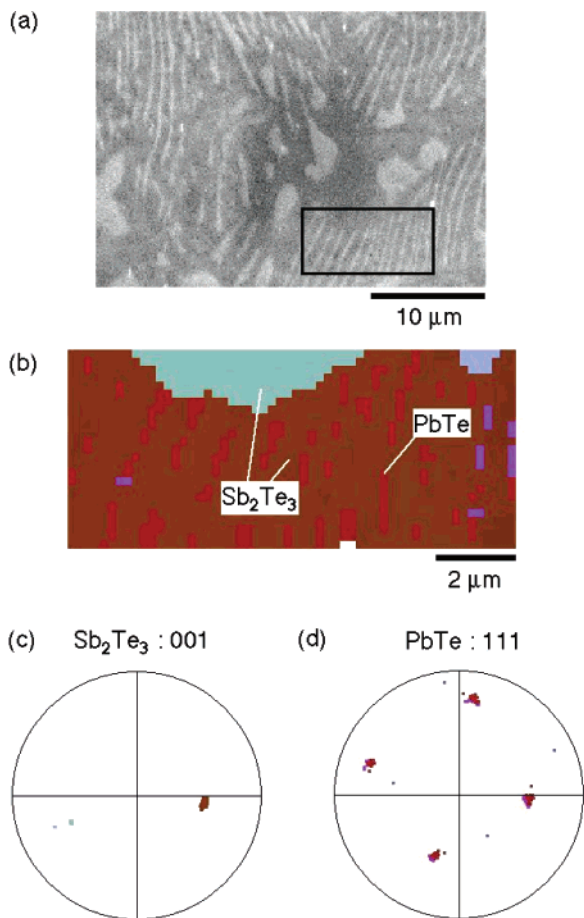 (a)
10 μm
(b)
PbTe
Sb₂Te₃
2 μm
(c) Sb₂Te₃ : 001
(d) PbTe : 111